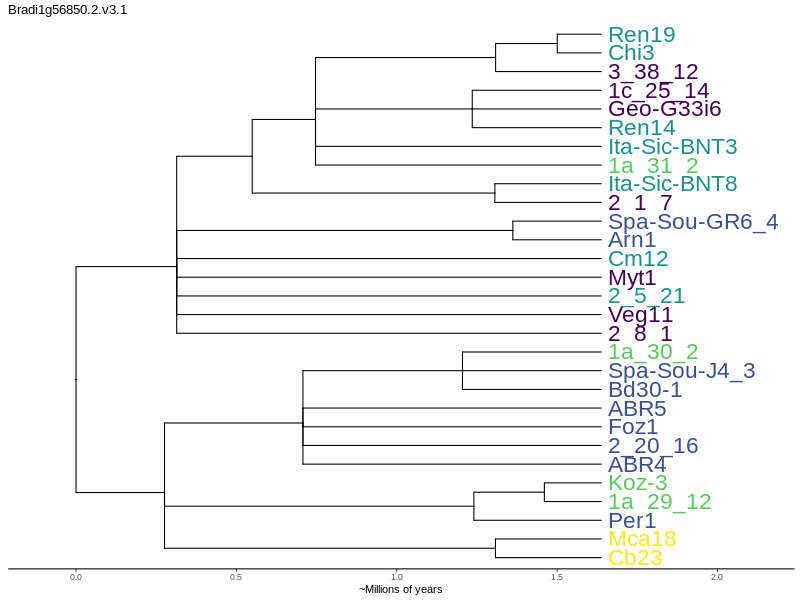 Bradi1g56850.2.v3.1
Ren19
Chi3
3_38_12
1c_25_14
Geo-G33i6
Ren14
Ita-Sic-BNT3
1a_31_2
Ita-Sic-BNT8
2_1_7
Spa-Sou-GR6_4
Arn1
Cm12
Myt1
2_5_21
Veg11
2_8_1
1a_30_2
Spa-Sou-J4_3
Bd30-1
ABR5
Foz1
2_20_16
ABR4
Koz-3
1a_29_12
Per1
Mca18
Cb23
0.0 0.5 1.0 1.5 2.0
~Millions of years